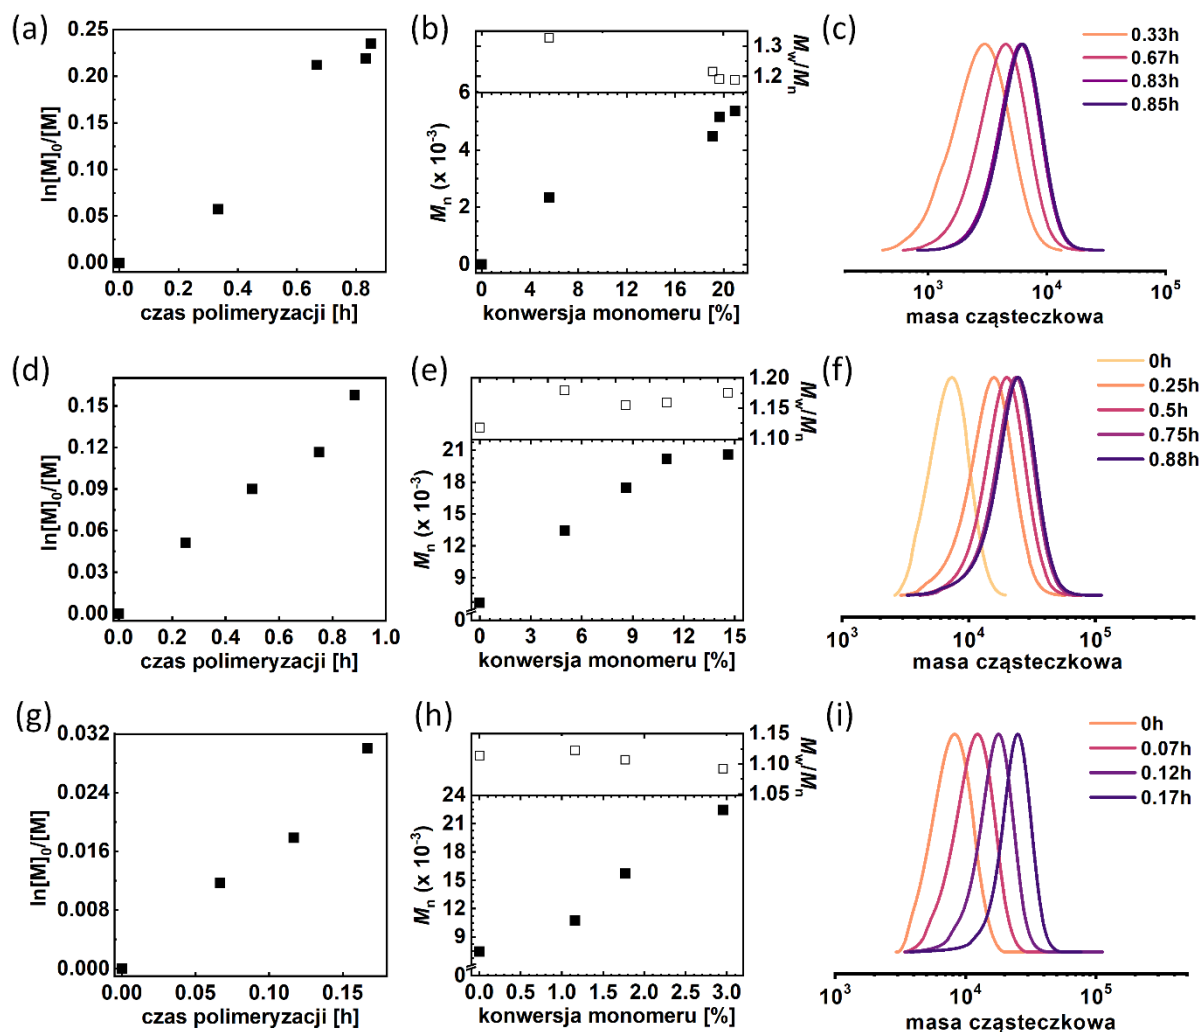 (a)
0.25
0.20
0.15
0.10
0.05
0.00
ln[M]₀/[M]
0.0 0.2 0.4 0.6 0.8
czas polimeryzacji [h]
(b)
1.3
1.2
Mw/Mn
6
4
2
0
Mn (x 10⁻³)
0 4 8 12 16 20
konwersja monomeru [%]
(c)
0.33h
0.67h
0.83h
0.85h
10³ 10⁴ 10⁵
masa cząsteczkowa
(d)
0.15
0.12
0.09
0.06
0.03
0.00
ln[M]₀/[M]
0.0 0.2 0.4 0.6 0.8 1.0
czas polimeryzacji [h]
(e)
1.20
1.15
1.10
Mw/Mn
21
18
15
12
9
6
0
Mn (x 10⁻³)
0 3 6 9 12 15
konwersja monomeru [%]
(f)
0h
0.25h
0.5h
0.75h
0.88h
10³ 10⁴ 10⁵
masa cząsteczkowa
(g)
0.032
0.024
0.016
0.008
0.000
ln[M]₀/[M]
0.00 0.05 0.10 0.15
czas polimeryzacji [h]
(h)
1.15
1.10
1.05
Mw/Mn
24
21
18
15
12
9
6
0
Mn (x 10⁻³)
0.0 0.5 1.0 1.5 2.0 2.5 3.0
konwersja monomeru [%]
(i)
0h
0.07h
0.12h
0.17h
10³ 10⁴ 10⁵
masa cząsteczkowa